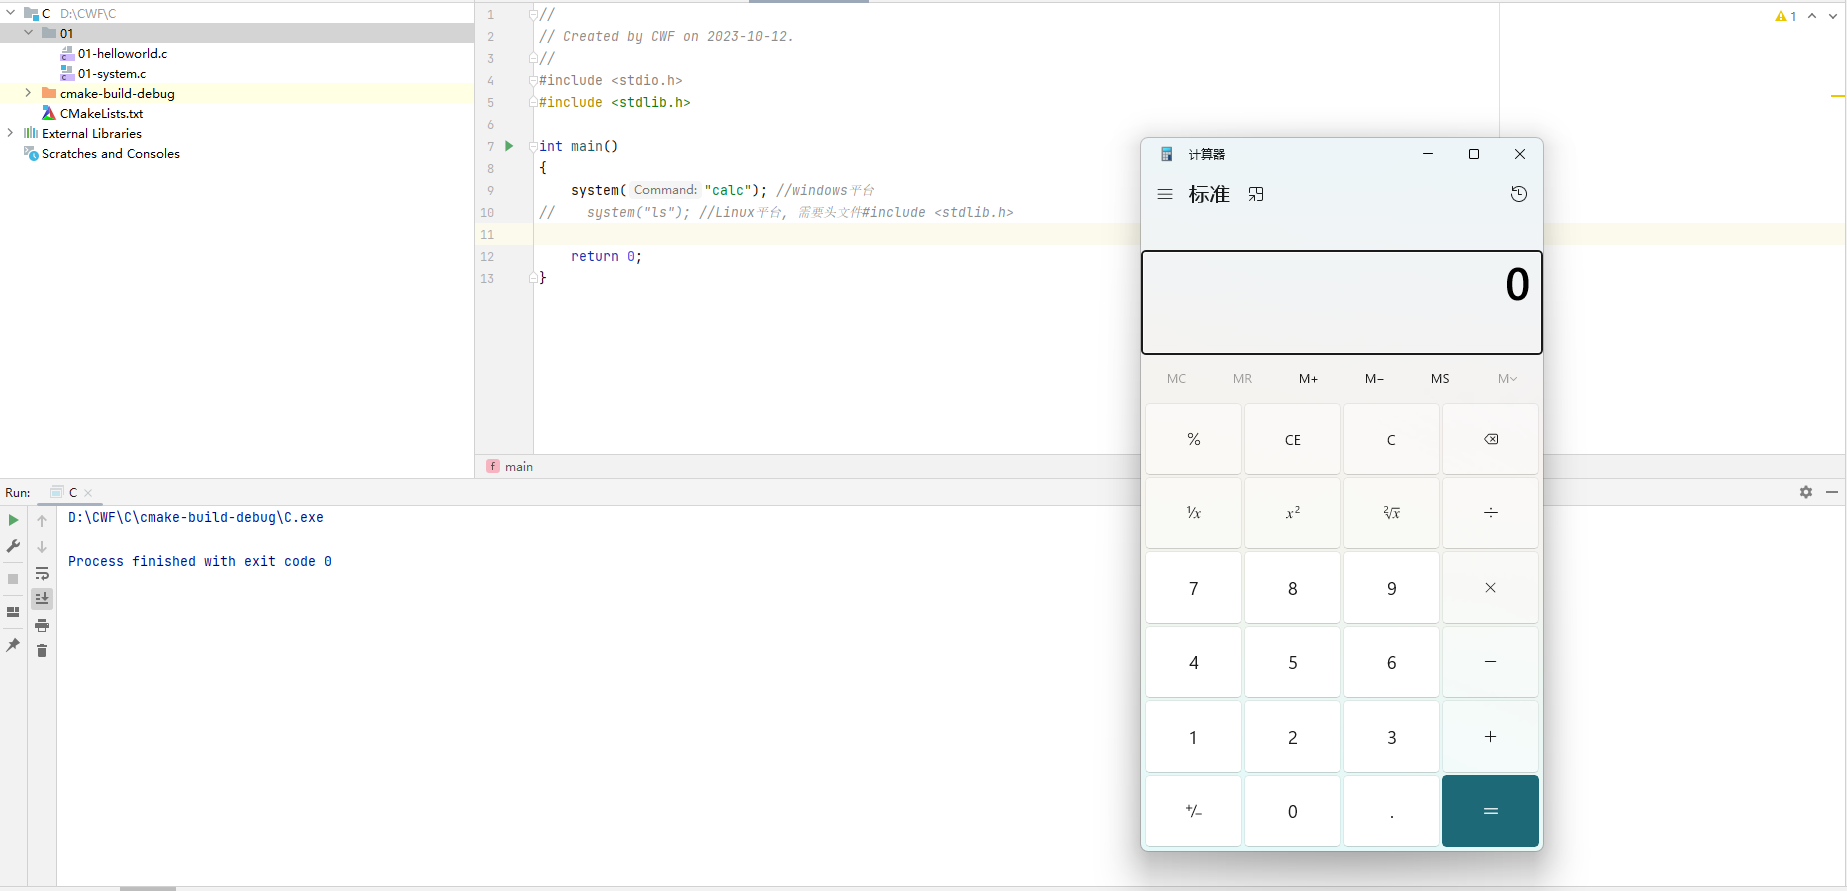 C D:\CWF\C
01
01-helloworld.c
01-system.c
cmake-build-debug
CMakeLists.txt
External Libraries
Scratches and Consoles
1 //
2 // Created by CWF on 2023-10-12.
3 //
4 #include <stdio.h>
5 #include <stdlib.h>
6
7 int main()
8 {
9 system( Command: "calc"); //windows平台
10 // system("ls"); //Linux平台, 需要头文件#include <stdlib.h>
11
12 return 0;
13 }
1
f main
计算器
标准
0
MC MR M+ M− MS M
% CE C
¹/x x² ²√x ÷
7 8 9 ×
4 5 6 −
1 2 3 +
+/− 0 . =
Run: C
D:\CWF\C\cmake-build-debug\C.exe
Process finished with exit code 0